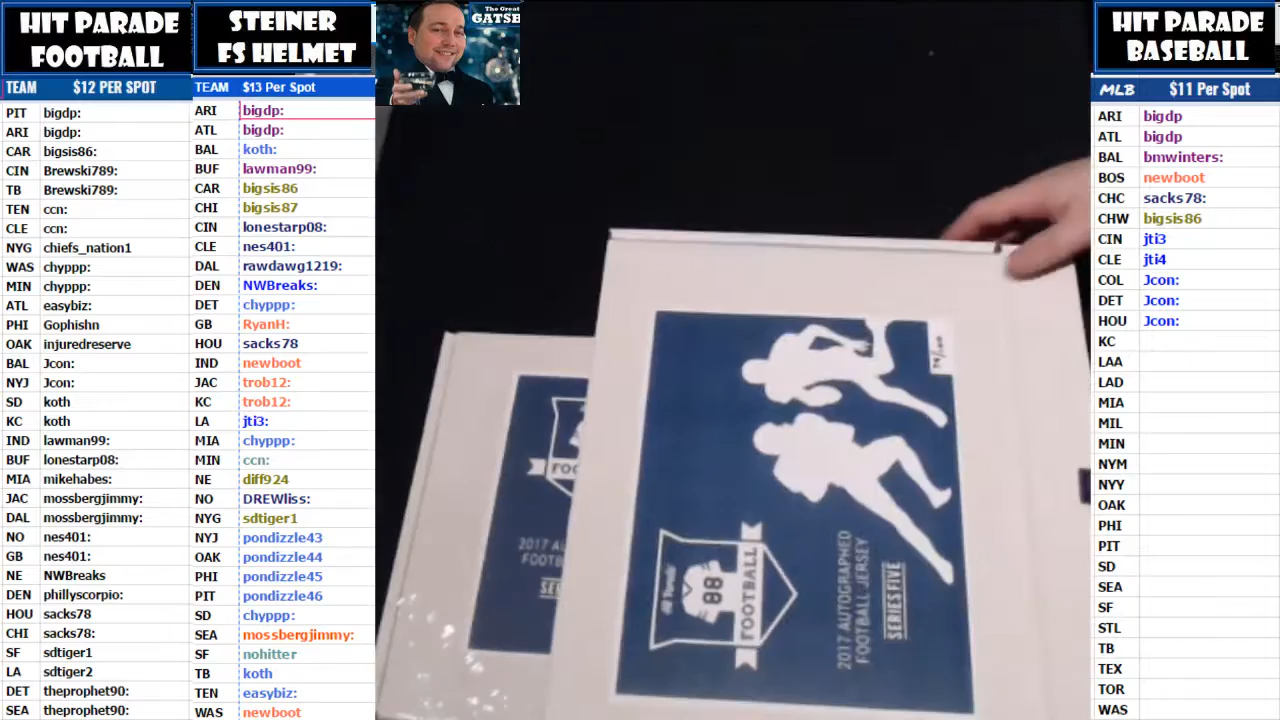 HIT PARADE
FOOTBALL
TEAM $12 PER SPOT
PIT bigdp:
ARI bigdp:
CAR bigsis86:
CIN Brewski789:
TB Brewski789:
TEN ccn:
CLE ccn:
NYG chiefs_nation1
WAS chyppp:
MIN chyppp:
ATL easybiz:
PHI Gophishn
OAK injuredreserve
BAL Jcon:
NYJ Jcon:
SD koth
KC koth
IND lawman99:
BUF lonestarp08:
MIA mikehabes:
JAC mossbergjimmy:
DAL mossbergjimmy:
NO nes401:
GB nes401:
NE NWBreaks
DEN phillyscorpio:
HOU sacks78
CHI sacks78:
SF sdtiger1
LA sdtiger2
DET theprophet90:
SEA theprophet90:
STEINER
FS HELMET
TEAM $13 Per Spot
ARI bigdp:
ATL bigdp:
BAL koth:
BUF lawman99:
CAR bigsis86
CHI bigsis87
CIN lonestarp08:
CLE nes401:
DAL rawdawg1219:
DEN NWBreaks:
DET chyppp:
GB RyanH:
HOU sacks78
IND newboot
JAC trob12:
KC trob12:
LA jti3:
MIA chyppp:
MIN ccn:
NE diff924
NO DREWliss:
NYG sdtiger1
NYJ pondizzle43
OAK pondizzle44
PHI pondizzle45
PIT pondizzle46
SD chyppp:
SEA mossbergjimmy:
SF nohitter
TB koth
TEN easybiz:
WAS newboot
The Great
GATSB
2017 AU
FOOTB
SE
88
FOOTBALL
2017 AUTOGRAPHED
FOOTBALL JERSEY
SERIES FIVE
HIT PARADE
BASEBALL
MLB $11 Per Spot
ARI bigdp
ATL bigdp
BAL bmwinters:
BOS newboot
CHC sacks78:
CHW bigsis86
CIN jti3
CLE jti4
COL Jcon:
DET Jcon:
HOU Jcon:
KC
LAA
LAD
MIA
MIL
MIN
NYM
NYY
OAK
PHI
PIT
SD
SEA
SF
STL
TB
TEX
TOR
WAS